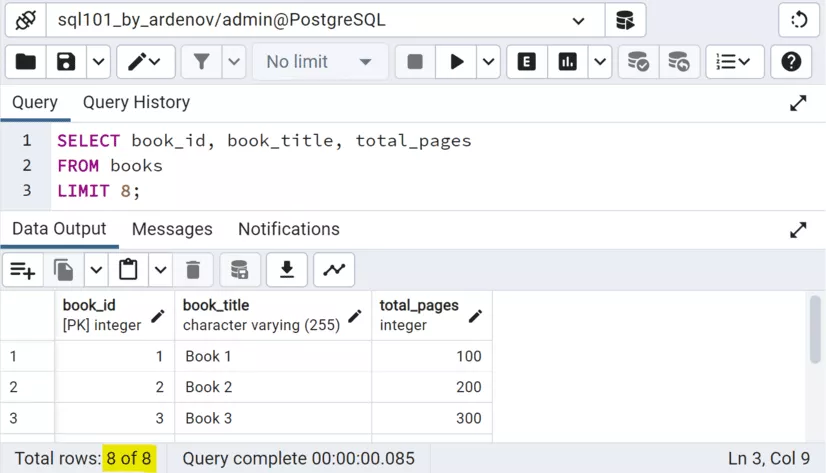 sql101_by_ardenov/admin@PostgreSQL
No limit
E
Query Query History
1 SELECT book_id, book_title, total_pages
2 FROM books
3 LIMIT 8;
Data Output Messages Notifications
book_id book_title total_pages
[PK] integer character varying (255) integer
1 1 Book 1 100
2 2 Book 2 200
3 3 Book 3 300
Total rows: 8 of 8 Query complete 00:00:00.085 Ln 3, Col 9